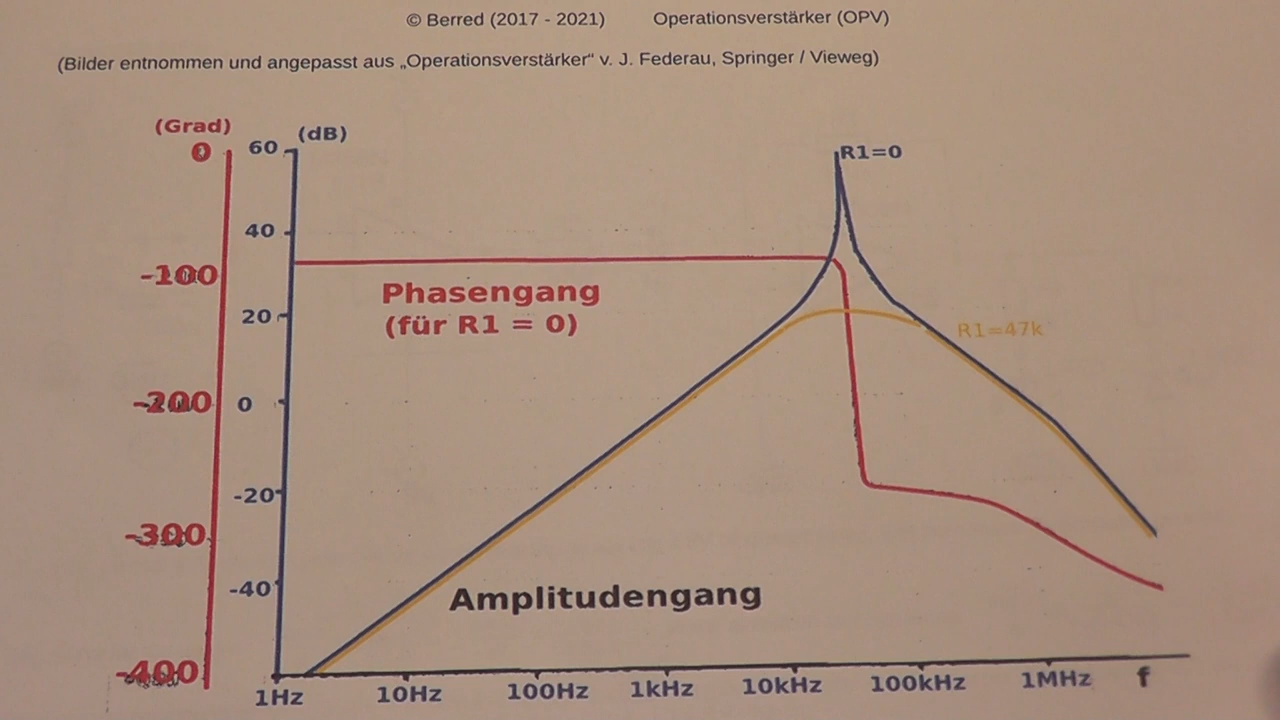 © Berred (2017 - 2021) Operationsverstärker (OPV)
(Bilder entnommen und angepasst aus „Operationsverstärker“ v. J. Federau, Springer / Vieweg)
(Grad) (dB)
0 60 R1=0
40
-100
Phasengang
20 (für R1 = 0) R1=47k
-200 0
-20
-300
-40 Amplitudengang
-400
1Hz 10Hz 100Hz 1kHz 10kHz 100kHz 1MHz f